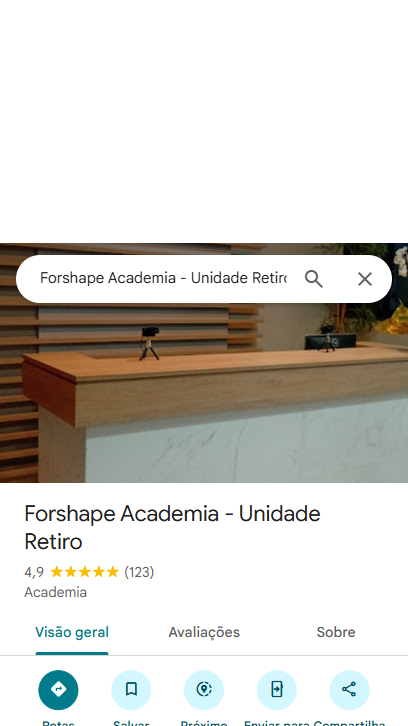 Forshape Academia - Unidade Retiro
Forshape Academia - Unidade
Retiro
4,9 (123)
Academia
Visão geral Avaliações Sobre
Rotas Salvar Próximo Enviar para Compartilha